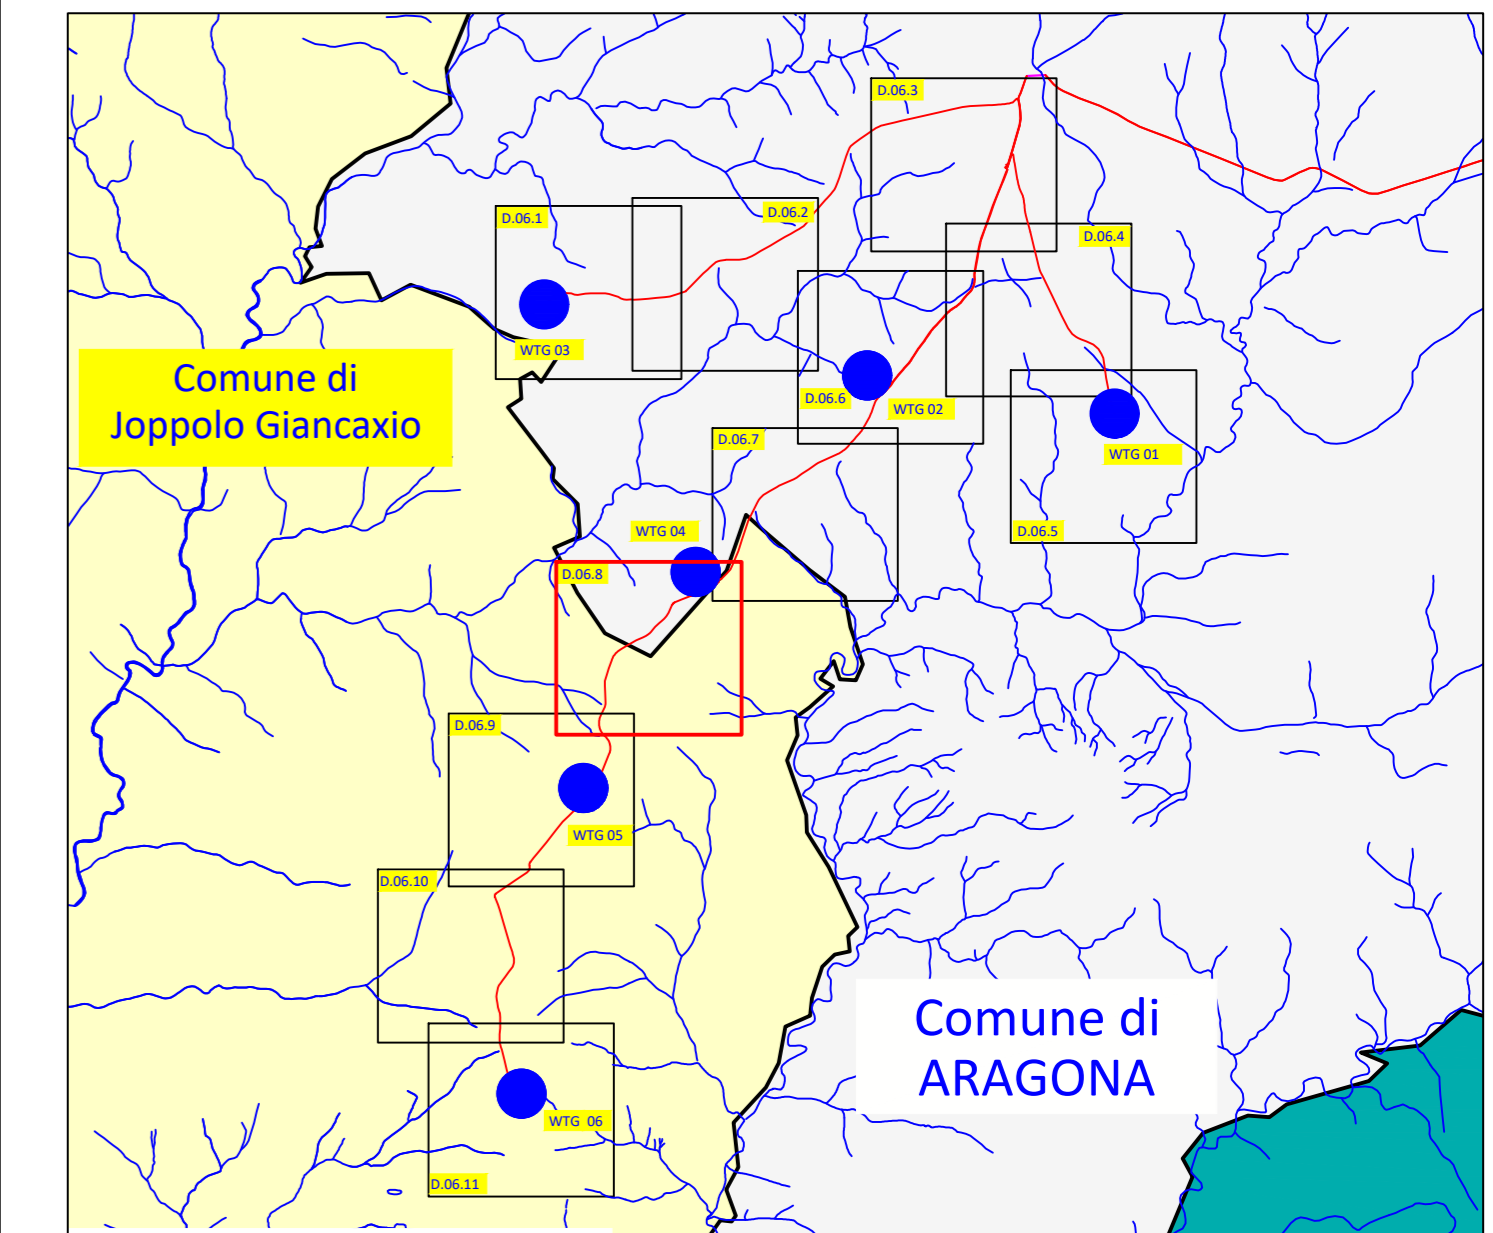 D.06.3
D.06.1
D.06.2
D.06.4
WTG 03
Comune di
Joppolo Giancaxio
D.06.6
WTG 02
D.06.7
WTG 01
WTG 04
D.06.5
D.06.8
D.06.9
WTG 05
D.06.10
Comune di
ARAGONA
WTG 06
D.06.11